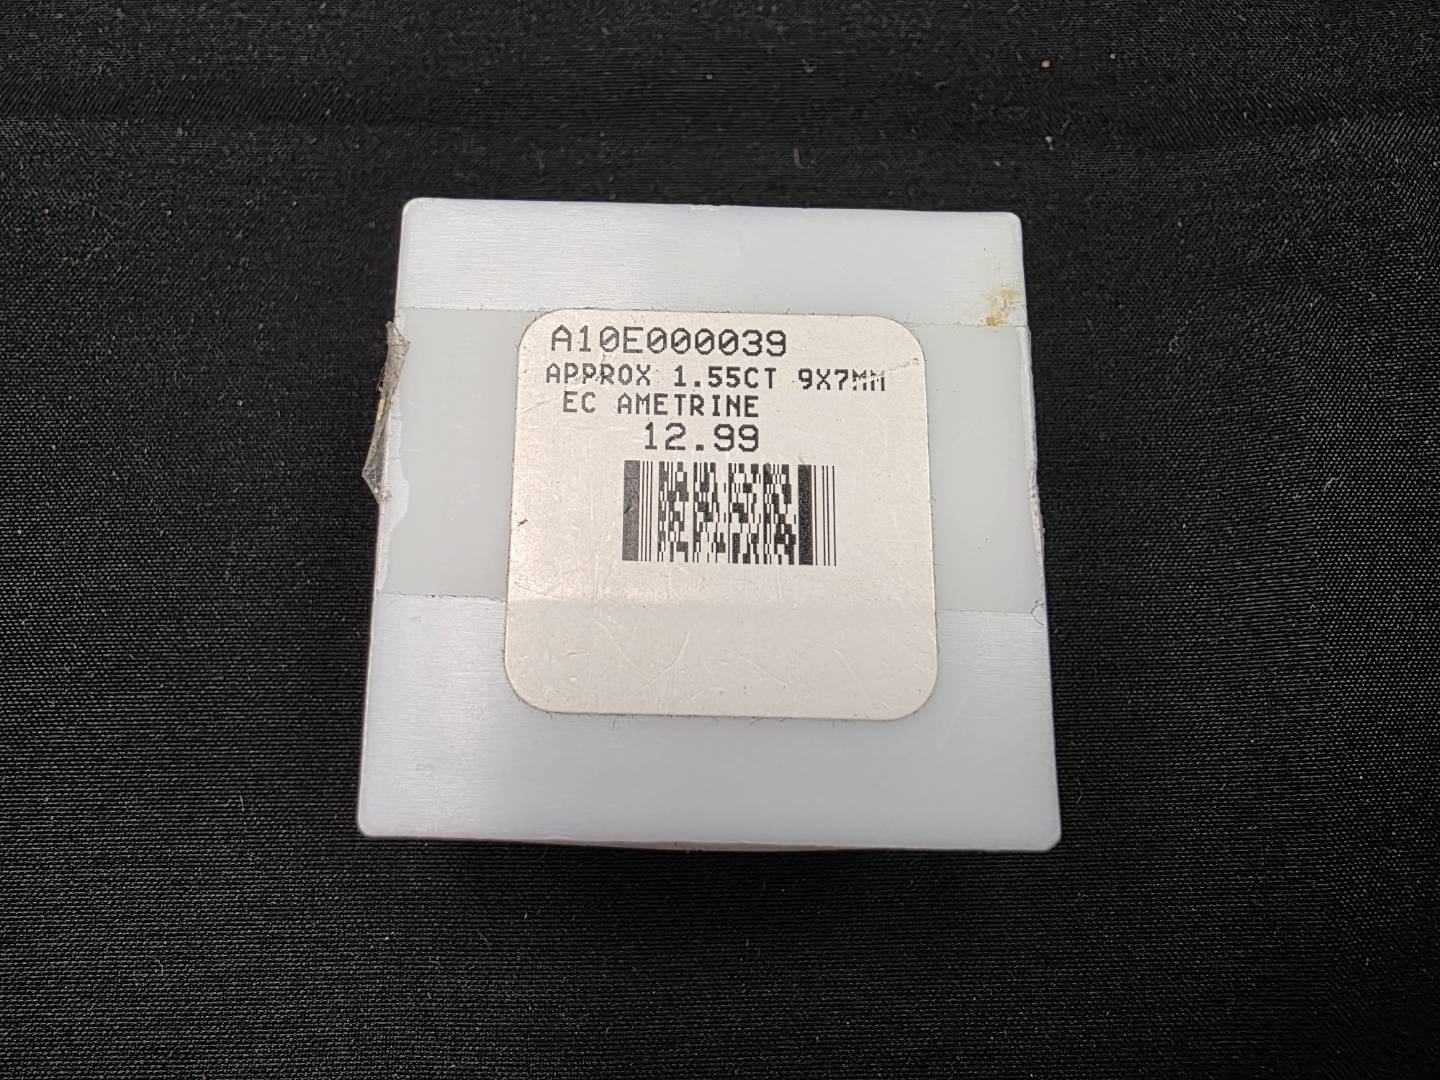 A10E000039
APPROX 1.55CT 9X7MM
EC AMETRINE
12.99